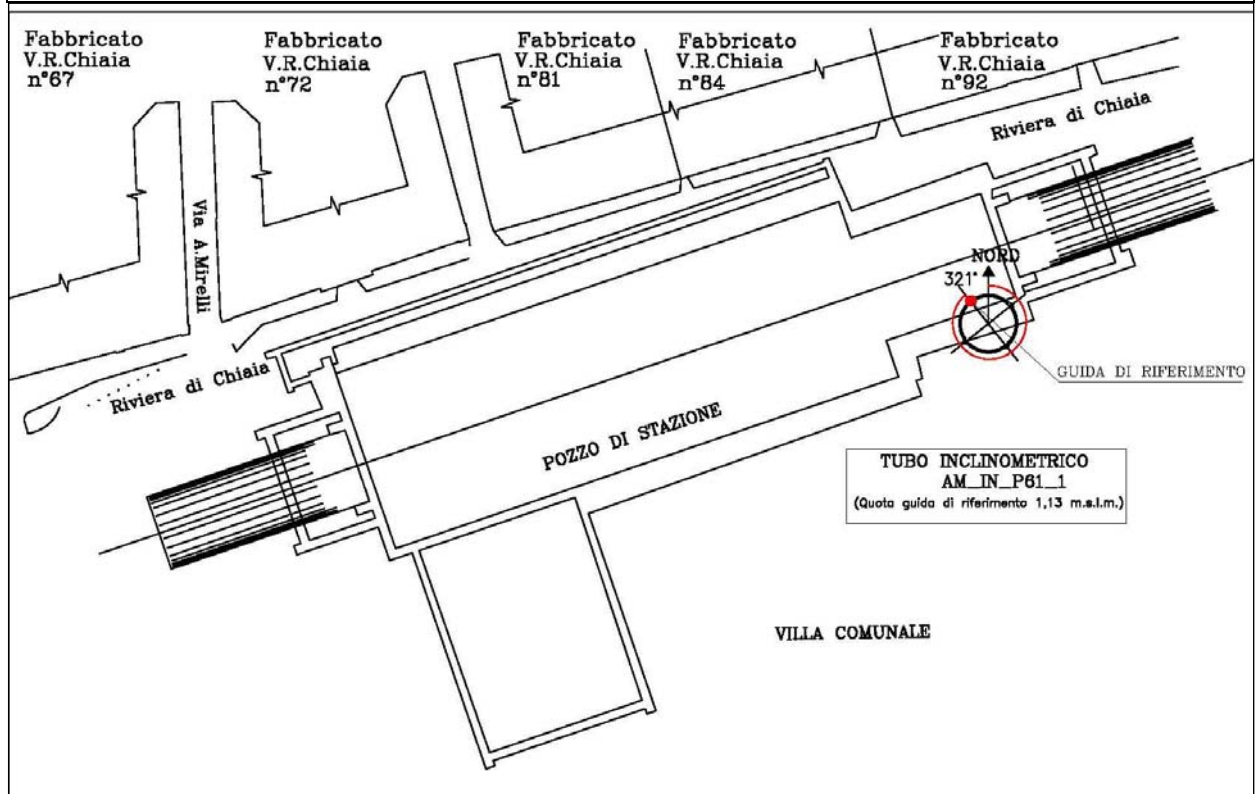 Fabbricato
V.R.Chiaia
n°67
Fabbricato
V.R.Chiaia
n°72
Fabbricato
V.R.Chiaia
n°81
Fabbricato
V.R.Chiaia
n°84
Fabbricato
V.R.Chiaia
n°92
Riviera di Chiaia
Via A.Mirelli
NORD
321°
Riviera di Chiaia
GUIDA DI RIFERIMENTO
POZZO DI STAZIONE
TUBO INCLINOMETRICO
AM_IN_P61_1
(Quota guida di riferimento 1,13 m.s.l.m.)
VILLA COMUNALE